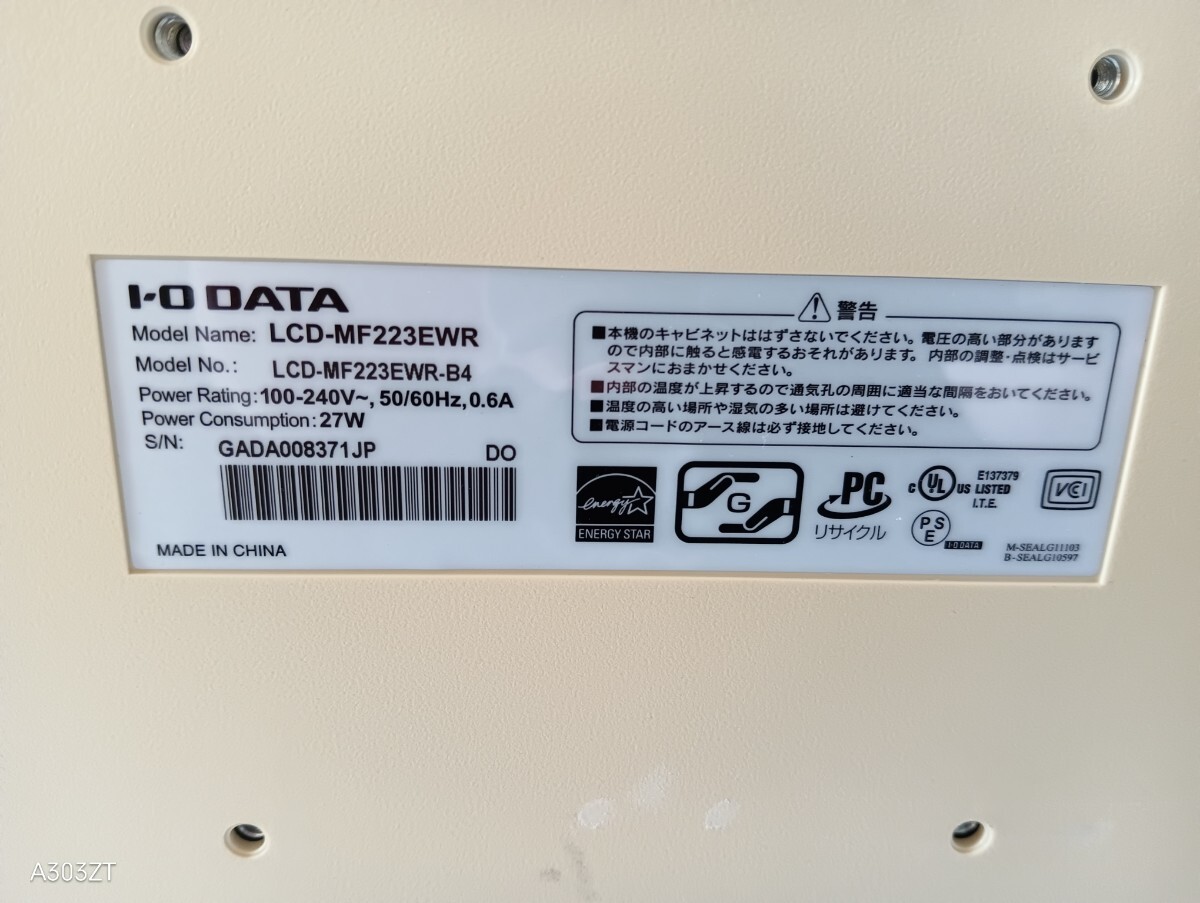 I-O DATA
Model Name: LCD-MF223EWR
Model No.: LCD-MF223EWR-B4
Power Rating: 100-240V~, 50/60Hz, 0.6A
Power Consumption: 27W
S/N: GADA008371JP DO
MADE IN CHINA
警告
■本機のキャビネットははずさないでください。電圧の高い部分があります
ので内部に触ると感電するおそれがあります。内部の調整・点検はサービ
スマンにおまかせください。
■内部の温度が上昇するので通気孔の周囲に適当な間隔をおいてください。
■温度の高い場所や湿気の多い場所は避けてください。
■電源コードのアース線は必ず接地してください。
energy
ENERGY STAR
G
PC
リサイクル
C UL US LISTED
E137379
I.T.E.
PSE
I-O DATA
VCCI
M-SEALG11103
B-SEALG10597
A303ZT